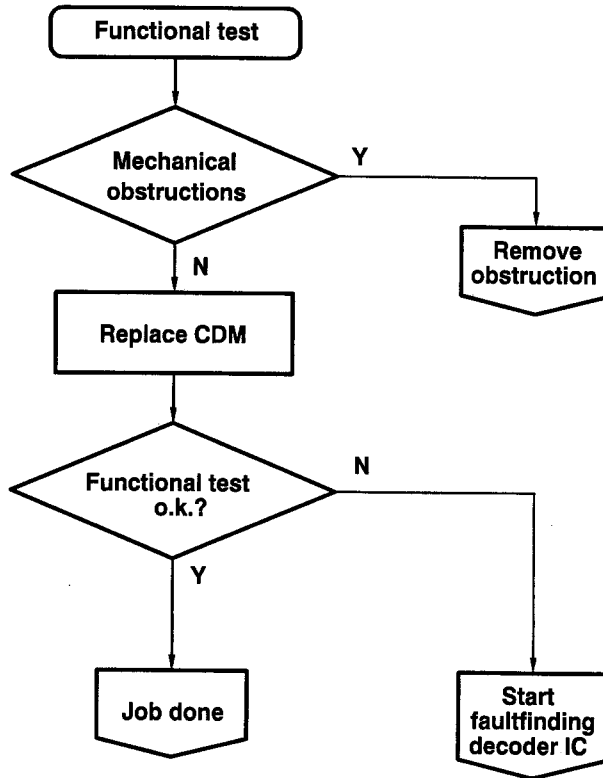 Functional test
Mechanical
obstructions
Y
Remove
obstruction
N
Replace CDM
Functional test
o.k.?
N
Y
Job done
Start
faultfinding
decoder IC